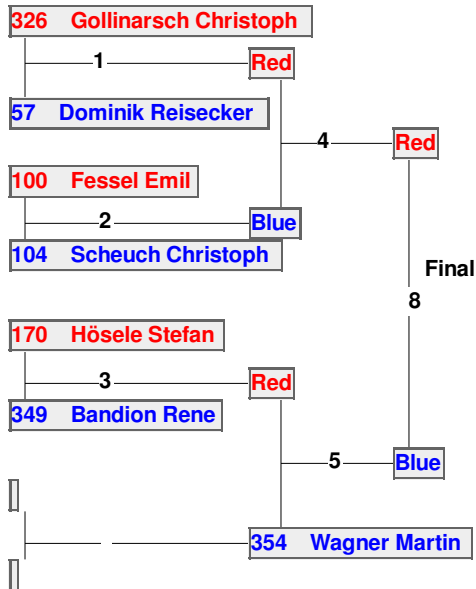 326 Gollinarsch Christoph
1 Red
57 Dominik Reisecker
4 Red
100 Fessel Emil
2 Blue
104 Scheuch Christoph
Final
8
170 Hösele Stefan
3 Red
349 Bandion Rene
5 Blue
354 Wagner Martin